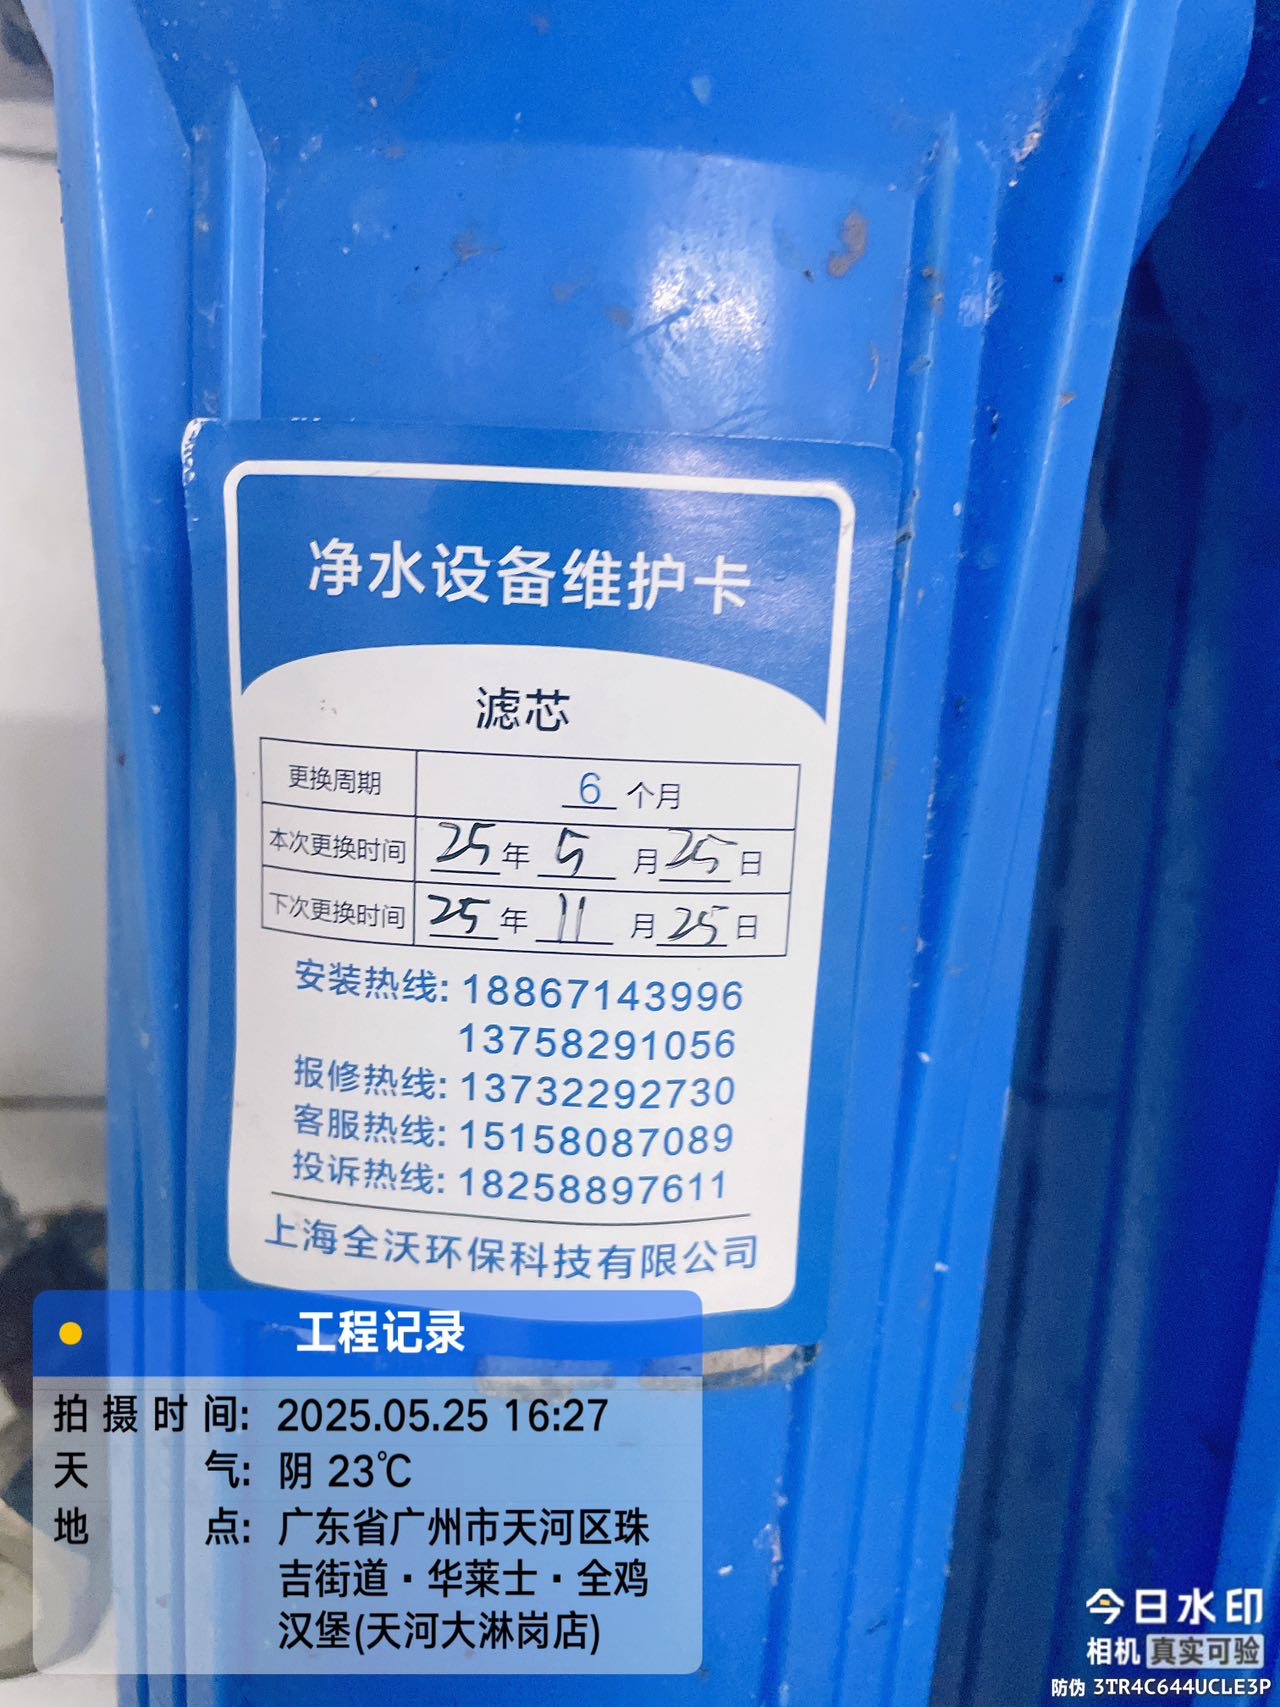 净水设备维护卡
滤芯
更换周期 6 个月
本次更换时间 25 年 5 月 25 日
下次更换时间 25 年 11 月 25 日
安装热线: 18867143996
13758291056
报修热线: 13732292730
客服热线: 15158087089
投诉热线: 18258897611
上海全沃环保科技有限公司
工程记录
拍摄时间: 2025.05.25 16:27
天气: 阴 23℃
地点: 广东省广州市天河区珠
吉街道·华莱士·全鸡
汉堡(天河大淋岗店)
今日水印
相机 真实可验
防伪 3TR4C644UCLE3P